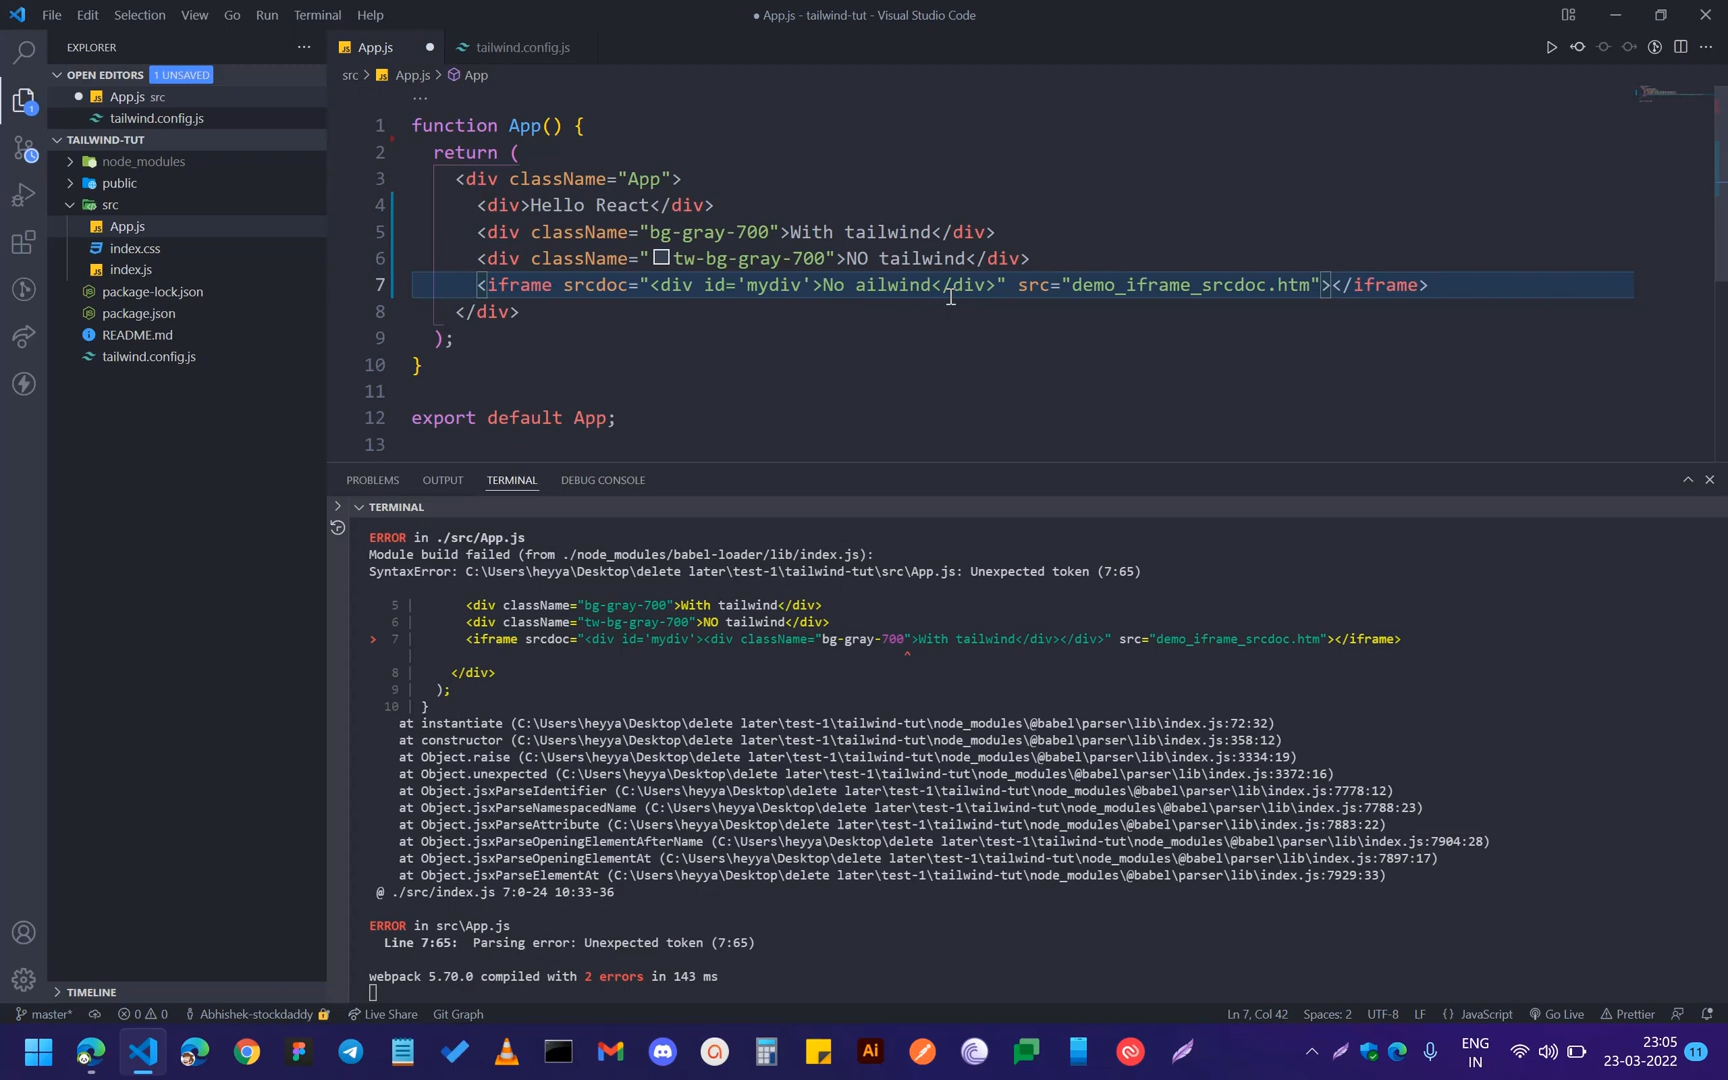 File Edit Selection View Go Run Terminal Help
● App.js - tailwind-tut - Visual Studio Code
EXPLORER
OPEN EDITORS 1 UNSAVED
App.js src
tailwind.config.js
TAILWIND-TUT
node_modules
public
src
App.js
index.css
index.js
package-lock.json
package.json
README.md
tailwind.config.js
TIMELINE
App.js tailwind.config.js
src > App.js > App
1 function App() {
2 return (
3 <div className="App">
4 <div>Hello React</div>
5 <div className="bg-gray-700">With tailwind</div>
6 <div className="tw-bg-gray-700">NO tailwind</div>
7 <iframe srcdoc="<div id='mydiv'>No ailwind</div>" src="demo_iframe_srcdoc.htm"></iframe>
8 </div>
9 );
10 }
11
12 export default App;
13
PROBLEMS OUTPUT TERMINAL DEBUG CONSOLE
TERMINAL
ERROR in ./src/App.js
Module build failed (from ./node_modules/babel-loader/lib/index.js):
SyntaxError: C:\Users\heyya\Desktop\delete later\test-1\tailwind-tut\src\App.js: Unexpected token (7:65)
5 | <div className="bg-gray-700">With tailwind</div>
6 | <div className="tw-bg-gray-700">NO tailwind</div>
> 7 | <iframe srcdoc="<div id='mydiv'><div className="bg-gray-700">With tailwind</div></div>" src="demo_iframe_srcdoc.htm"></iframe>
| ^
8 | </div>
9 | );
10 | }
at instantiate (C:\Users\heyya\Desktop\delete later\test-1\tailwind-tut\node_modules\@babel\parser\lib\index.js:72:32)
at constructor (C:\Users\heyya\Desktop\delete later\test-1\tailwind-tut\node_modules\@babel\parser\lib\index.js:358:12)
at Object.raise (C:\Users\heyya\Desktop\delete later\test-1\tailwind-tut\node_modules\@babel\parser\lib\index.js:3334:19)
at Object.unexpected (C:\Users\heyya\Desktop\delete later\test-1\tailwind-tut\node_modules\@babel\parser\lib\index.js:3372:16)
at Object.jsxParseIdentifier (C:\Users\heyya\Desktop\delete later\test-1\tailwind-tut\node_modules\@babel\parser\lib\index.js:7778:12)
at Object.jsxParseNamespacedName (C:\Users\heyya\Desktop\delete later\test-1\tailwind-tut\node_modules\@babel\parser\lib\index.js:7788:23)
at Object.jsxParseAttribute (C:\Users\heyya\Desktop\delete later\test-1\tailwind-tut\node_modules\@babel\parser\lib\index.js:7883:22)
at Object.jsxParseOpeningElementAfterName (C:\Users\heyya\Desktop\delete later\test-1\tailwind-tut\node_modules\@babel\parser\lib\index.js:7904:28)
at Object.jsxParseOpeningElementAt (C:\Users\heyya\Desktop\delete later\test-1\tailwind-tut\node_modules\@babel\parser\lib\index.js:7897:17)
at Object.jsxParseElementAt (C:\Users\heyya\Desktop\delete later\test-1\tailwind-tut\node_modules\@babel\parser\lib\index.js:7929:33)
@ ./src/index.js 7:0-24 10:33-36
ERROR in src\App.js
Line 7:65: Parsing error: Unexpected token (7:65)
webpack 5.70.0 compiled with 2 errors in 143 ms
master* 0 0 Abhishek-stockdaddy Live Share Git Graph Ln 7, Col 42 Spaces: 2 UTF-8 LF {} JavaScript Go Live Prettier
ENG
IN
23:05
23-03-2022
11